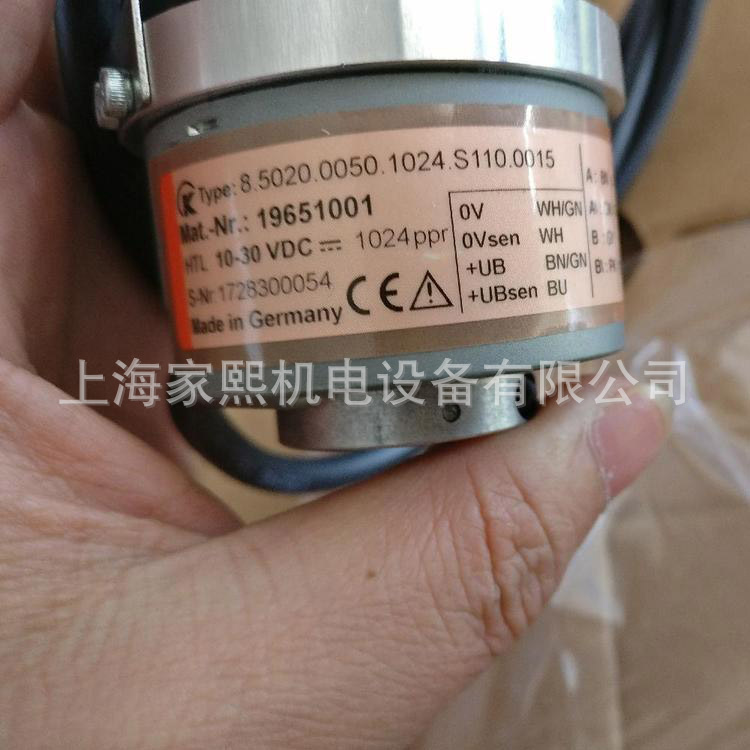 Type: 8.5020.0050.1024.S110.0015
Mat.-Nr.: 19651001
HTL 10-30 VDC 1024ppr
S-Nr 1728300054
Made in Germany
CE
0V WH/GN
0Vsen WH
+UB BN/GN
+UBsen BU
A:
B:
上海家熙机电设备有限公司